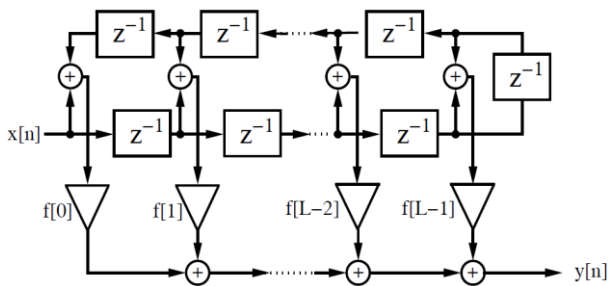 z⁻¹ z⁻¹ z⁻¹
+ + + + z⁻¹
x[n] z⁻¹ z⁻¹ z⁻¹
f[0] f[1] f[L−2] f[L−1]
+ + + y[n]